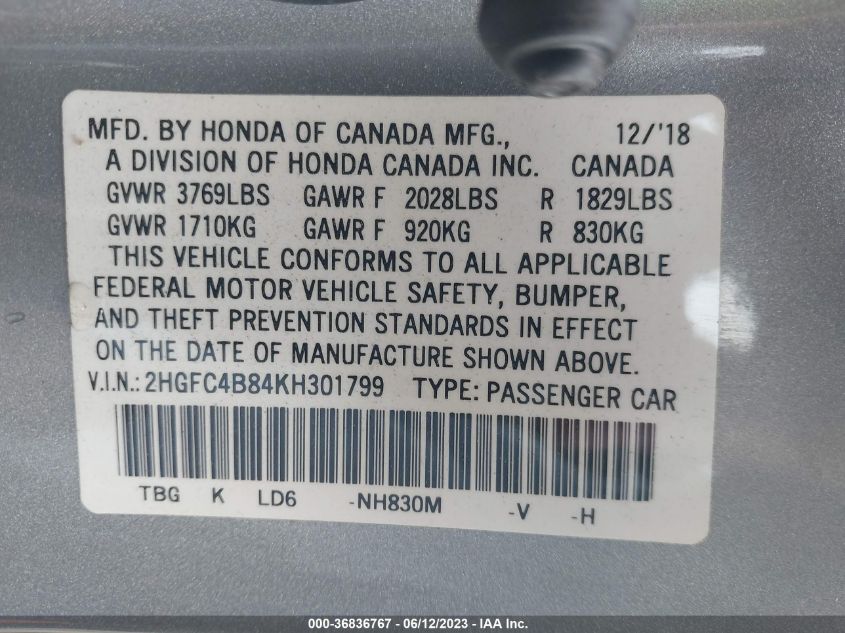 MFD. BY HONDA OF CANADA MFG., 12/'18
A DIVISION OF HONDA CANADA INC. CANADA
GVWR 3769LBS GAWR F 2028LBS R 1829LBS
GVWR 1710KG GAWR F 920KG R 830KG
THIS VEHICLE CONFORMS TO ALL APPLICABLE
FEDERAL MOTOR VEHICLE SAFETY, BUMPER,
AND THEFT PREVENTION STANDARDS IN EFFECT
ON THE DATE OF MANUFACTURE SHOWN ABOVE.
V.I.N.: 2HGFC4B84KH301799 TYPE: PASSENGER CAR
TBG K LD6 -NH830M -V -H
000-36836767 - 06/12/2023 - IAA Inc.